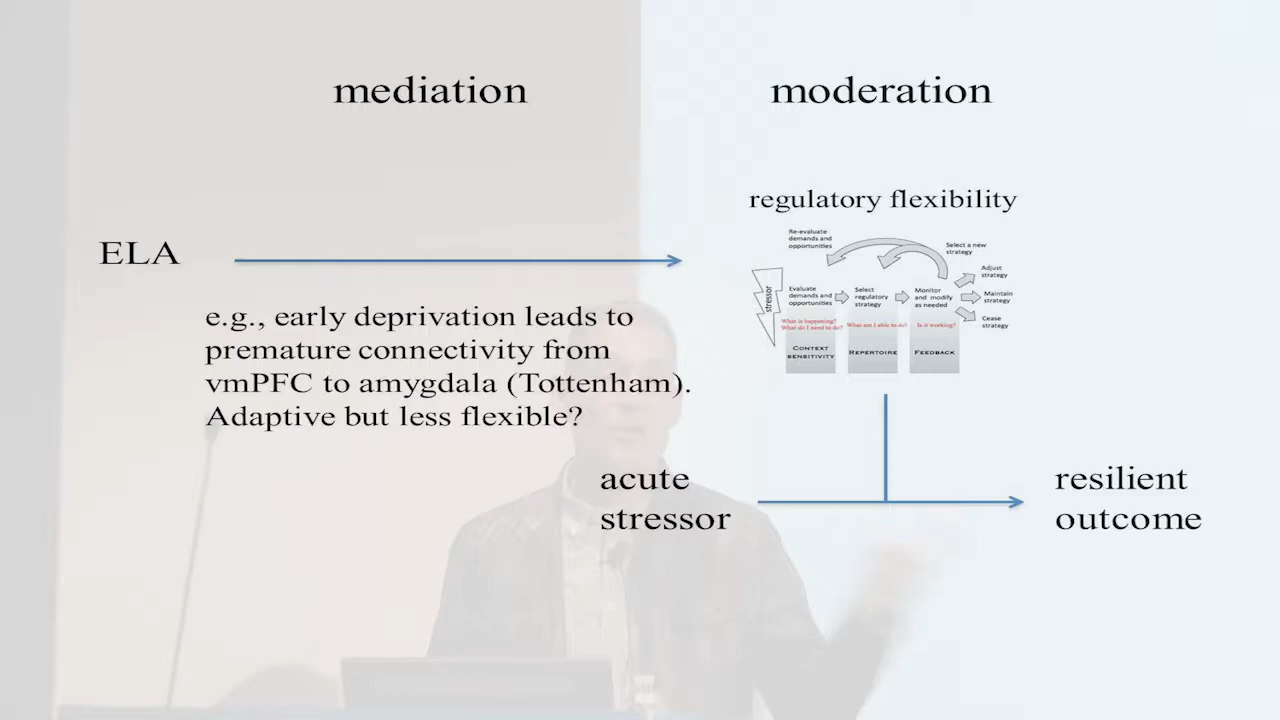 mediation
moderation
regulatory flexibility
ELA
e.g., early deprivation leads to
premature connectivity from
vmPFC to amygdala (Tottenham).
Adaptive but less flexible?
Re-evaluate
demands and
opportunities
Select a new
strategy
stressor
Evaluate
demands and
opportunities
Select
regulatory
strategy
Monitor
and modify
as needed
Adjust
strategy
Maintain
strategy
Cease
strategy
What is happening?
What do I need to do?
What am I able to do?
Is it working?
CONTEXT
SENSITIVITY
REPERTOIRE
FEEDBACK
acute
stressor
resilient
outcome